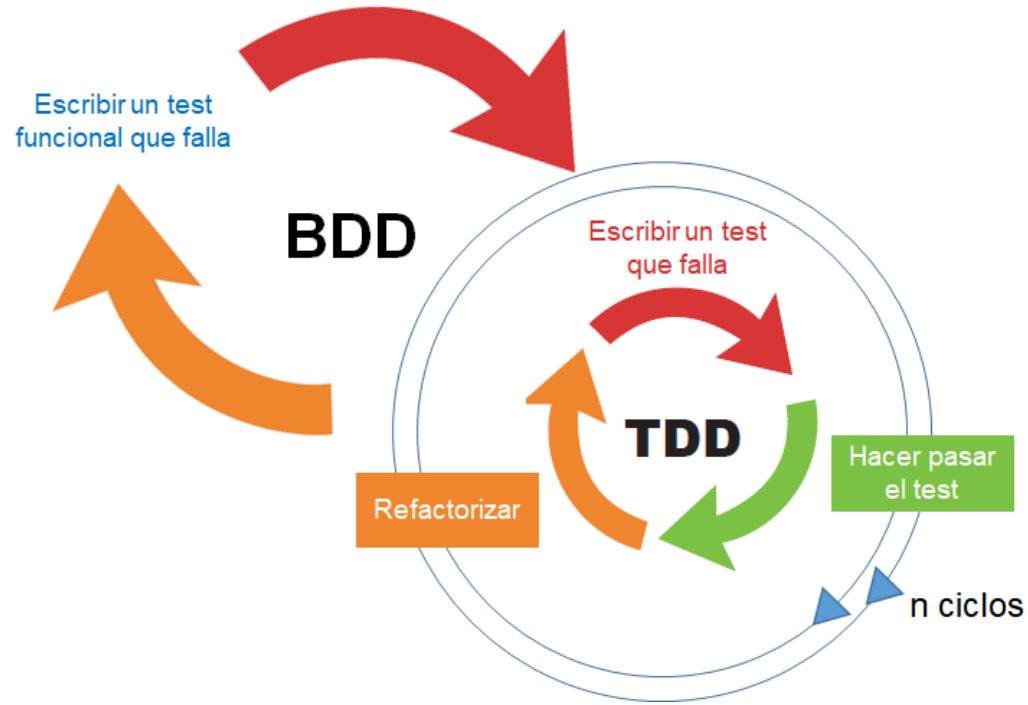 Escribir un test
funcional que falla
BDD
Escribir un test
que falla
TDD
Hacer pasar
el test
Refactorizar
n ciclos